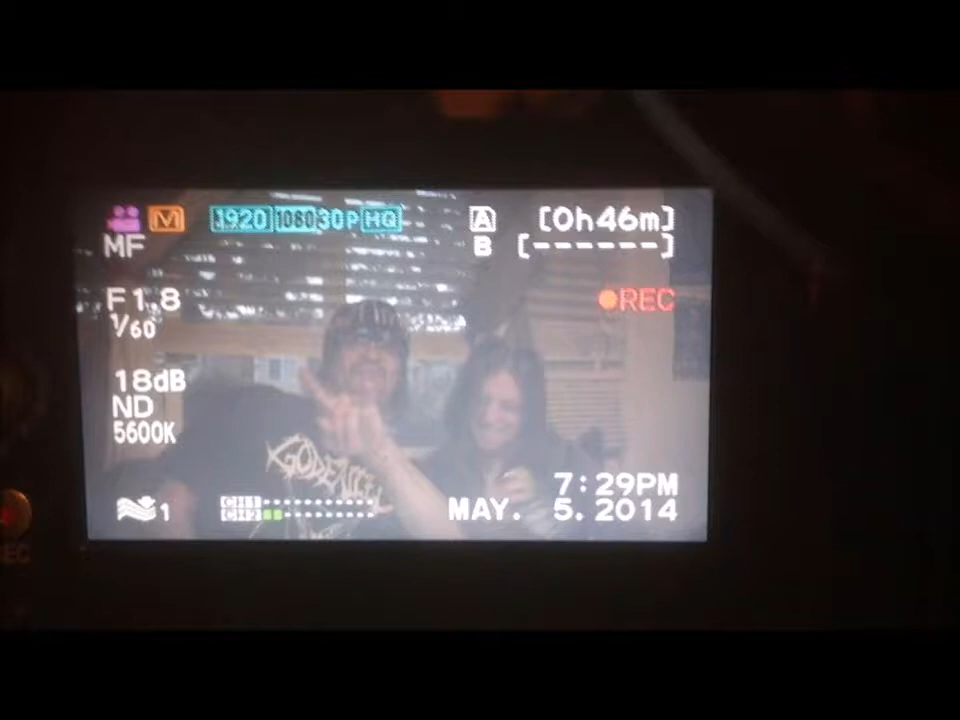 M 1920 1080 30P HQ A [0h46m]
MF B [------]
F1.8 ●REC
1/60
18dB
ND
5600K
7:29PM
1 CH1
CH2 MAY. 5. 2014